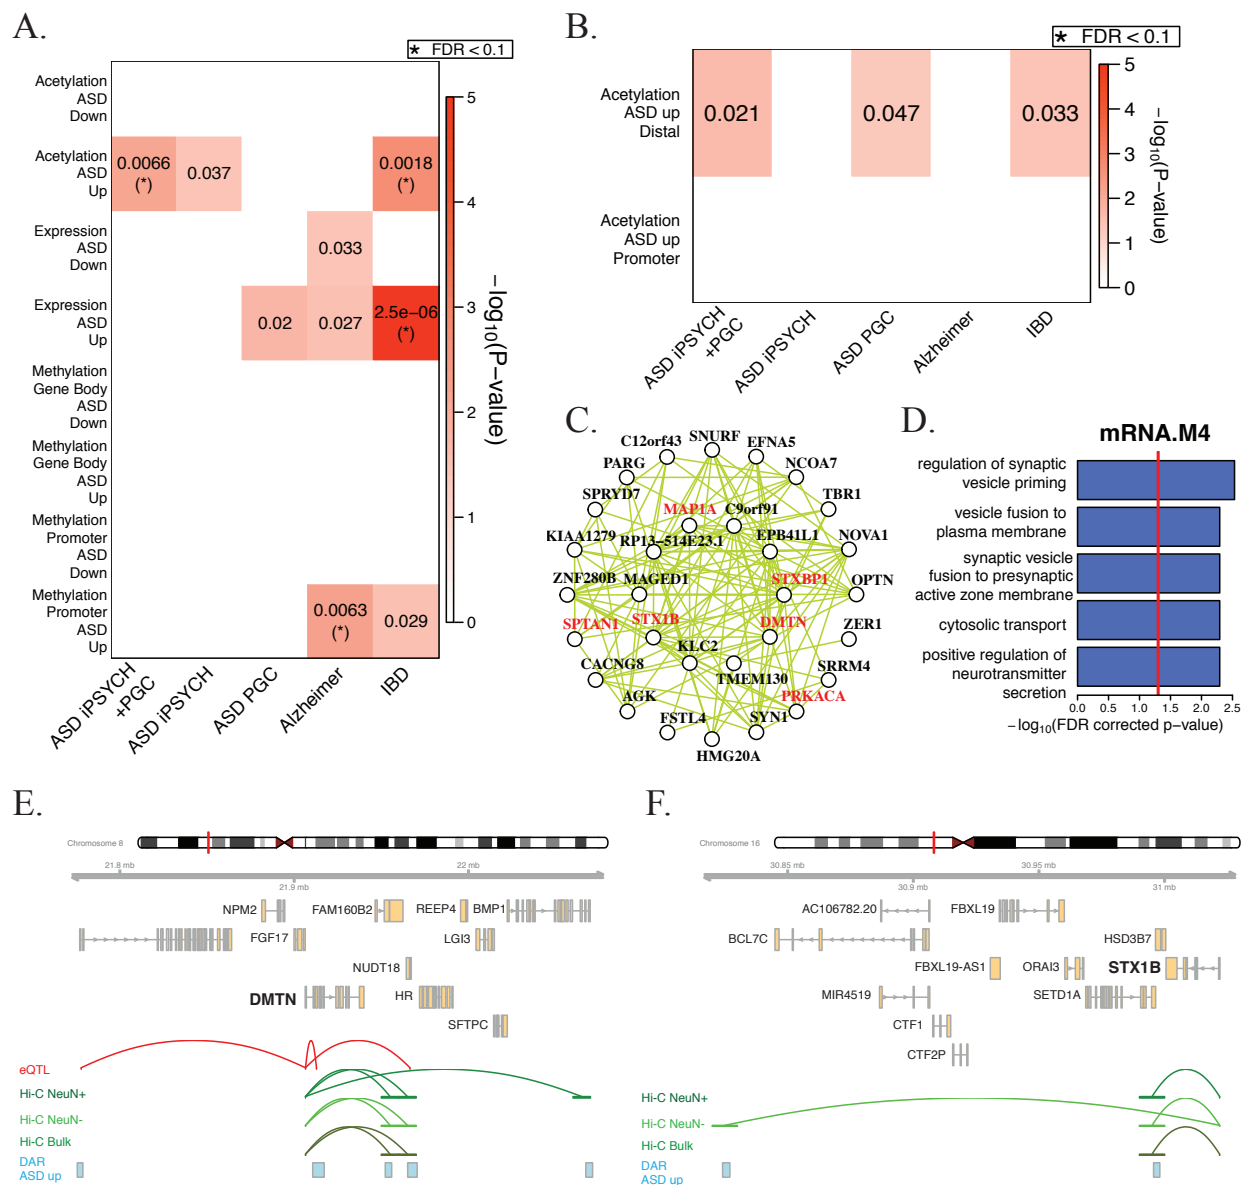 A.
* FDR < 0.1
Acetylation
ASD
Down
Acetylation
ASD
Up
Expression
ASD
Down
Expression
ASD
Up
Methylation
Gene Body
ASD
Down
Methylation
Gene Body
ASD
Up
Methylation
Promoter
ASD
Down
Methylation
Promoter
ASD
Up
0.0066
(*)
0.037
0.0018
(*)
0.033
0.02
0.027
2.5e−06
(*)
0.0063
(*)
0.029
ASD iPSYCH
+PGC
ASD iPSYCH
ASD PGC
Alzheimer
IBD
5
4
3
2
1
0
−log10(P−value)
B.
* FDR < 0.1
Acetylation
ASD up
Distal
Acetylation
ASD up
Promoter
0.021
0.047
0.033
ASD iPSYCH
+PGC
ASD iPSYCH
ASD PGC
Alzheimer
IBD
5
4
3
2
1
0
−log10(P−value)
C.
C12orf43
SNURF
EFNA5
PARG
NCOA7
SPRYD7
TBR1
MAP1A
C9orf91
KIAA1279
RP13−514E23.1
EPB41L1
NOVA1
ZNF280B
MAGED1
STXBP1
OPTN
SPTAN1
STX1B
DMTN
ZER1
KLC2
CACNG8
TMEM130
SRRM4
AGK
PRKACA
FSTL4
SYN1
HMG20A
D.
mRNA.M4
regulation of synaptic
vesicle priming
vesicle fusion to
plasma membrane
synaptic vesicle
fusion to presynaptic
active zone membrane
cytosolic transport
positive regulation of
neurotransmitter
secretion
0.0 0.5 1.0 1.5 2.0 2.5
−log10(FDR corrected p−value)
E.
Chromosome 8
21.8 mb
22 mb
21.9 mb
NPM2
FAM160B2
REEP4
BMP1
FGF17
LGI3
NUDT18
DMTN
HR
SFTPC
eQTL
Hi-C NeuN+
Hi-C NeuN-
Hi-C Bulk
DAR
ASD up
F.
Chromosome 16
30.85 mb
30.95 mb
30.9 mb
31 mb
AC106782.20
FBXL19
BCL7C
HSD3B7
FBXL19-AS1
ORAI3
STX1B
MIR4519
SETD1A
CTF1
CTF2P
Hi-C NeuN+
Hi-C NeuN-
Hi-C Bulk
DAR
ASD up